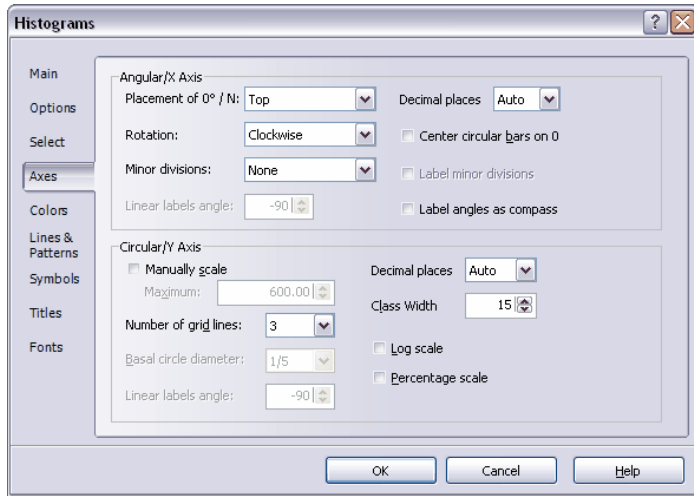 Histograms
Main
Options
Select
Axes
Colors
Lines &
Patterns
Symbols
Titles
Fonts
Angular/X Axis
Placement of 0° / N: Top
Decimal places Auto
Rotation: Clockwise
Center circular bars on 0
Minor divisions: None
Label minor divisions
Linear labels angle: -90
Label angles as compass
Circular/Y Axis
Manually scale
Decimal places Auto
Maximum: 600.00
Class Width 15
Number of grid lines: 3
Log scale
Basal circle diameter: 1/5
Percentage scale
Linear labels angle: -90
OK
Cancel
Help